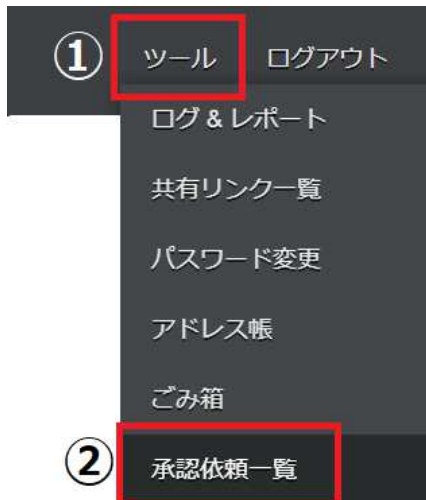 ① ツール ログアウト
ログ & レポート
共有リンク一覧
パスワード変更
アドレス帳
ごみ箱
② 承認依頼一覧